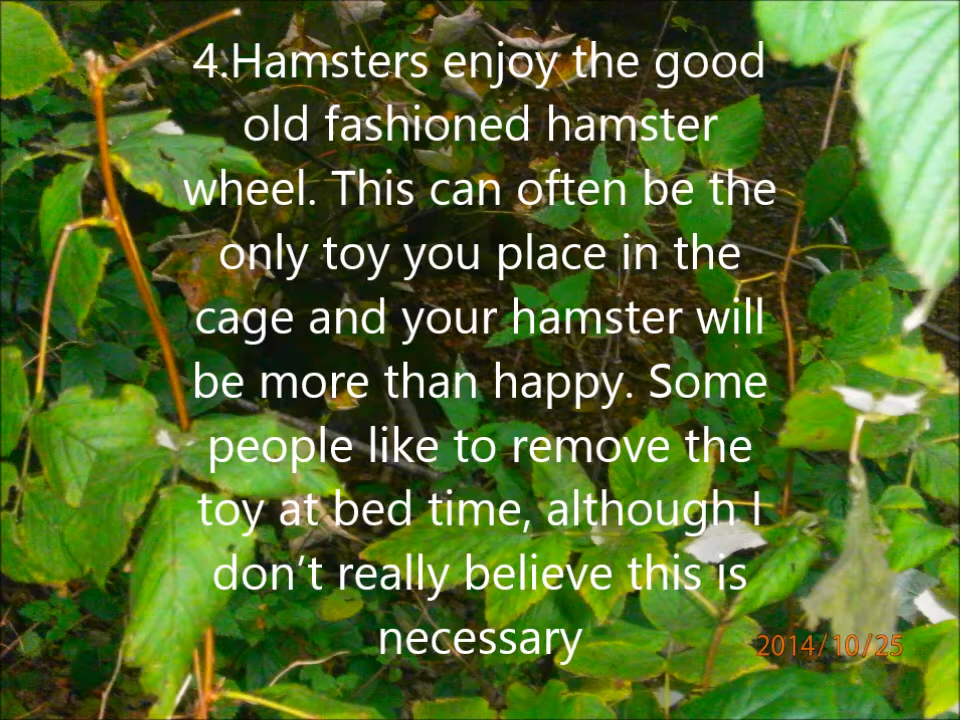 4.Hamsters enjoy the good
old fashioned hamster
wheel. This can often be the
only toy you place in the
cage and your hamster will
be more than happy. Some
people like to remove the
toy at bed time, although I
don’t really believe this is
necessary
2014/10/25